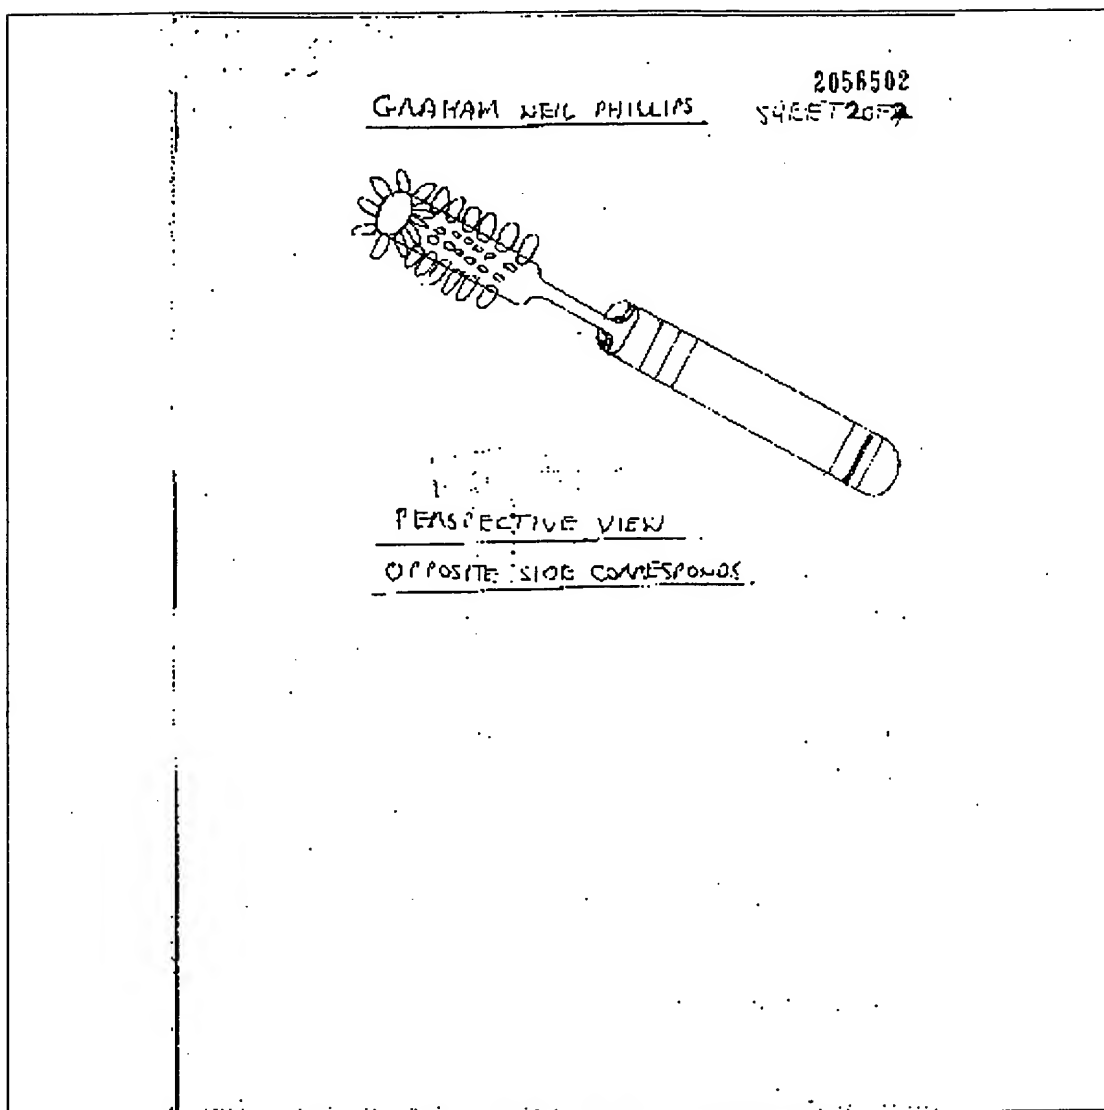 2056502
GRAHAM NEIL PHILLIPS SHEET 2 OF 2
PERSPECTIVE VIEW
OPPOSITE SIDE CORRESPONDS.